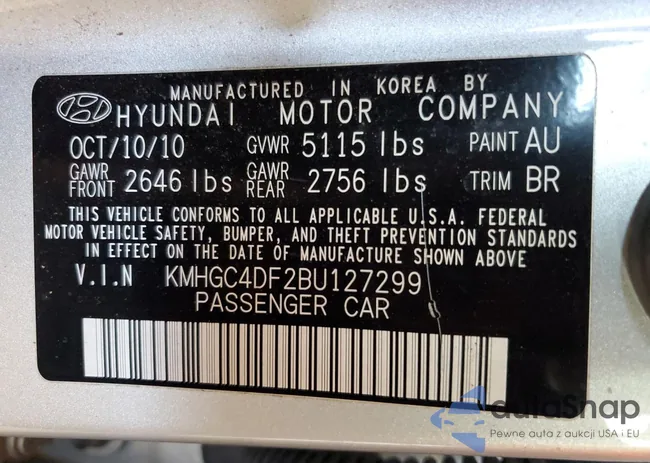 MANUFACTURED IN KOREA BY
HYUNDAI MOTOR COMPANY
OCT/10/10 GVWR 5115 lbs PAINT AU
GAWR FRONT 2646 lbs GAWR REAR 2756 lbs TRIM BR
THIS VEHICLE CONFORMS TO ALL APPLICABLE U.S.A. FEDERAL
MOTOR VEHICLE SAFETY, BUMPER, AND THEFT PREVENTION STANDARDS
IN EFFECT ON THE DATE OF MANUFACTURE SHOWN ABOVE
V.I.N KMHGC4DF2BU127299
PASSENGER CAR
autoSnap
Pewne auta z aukcji USA i EU